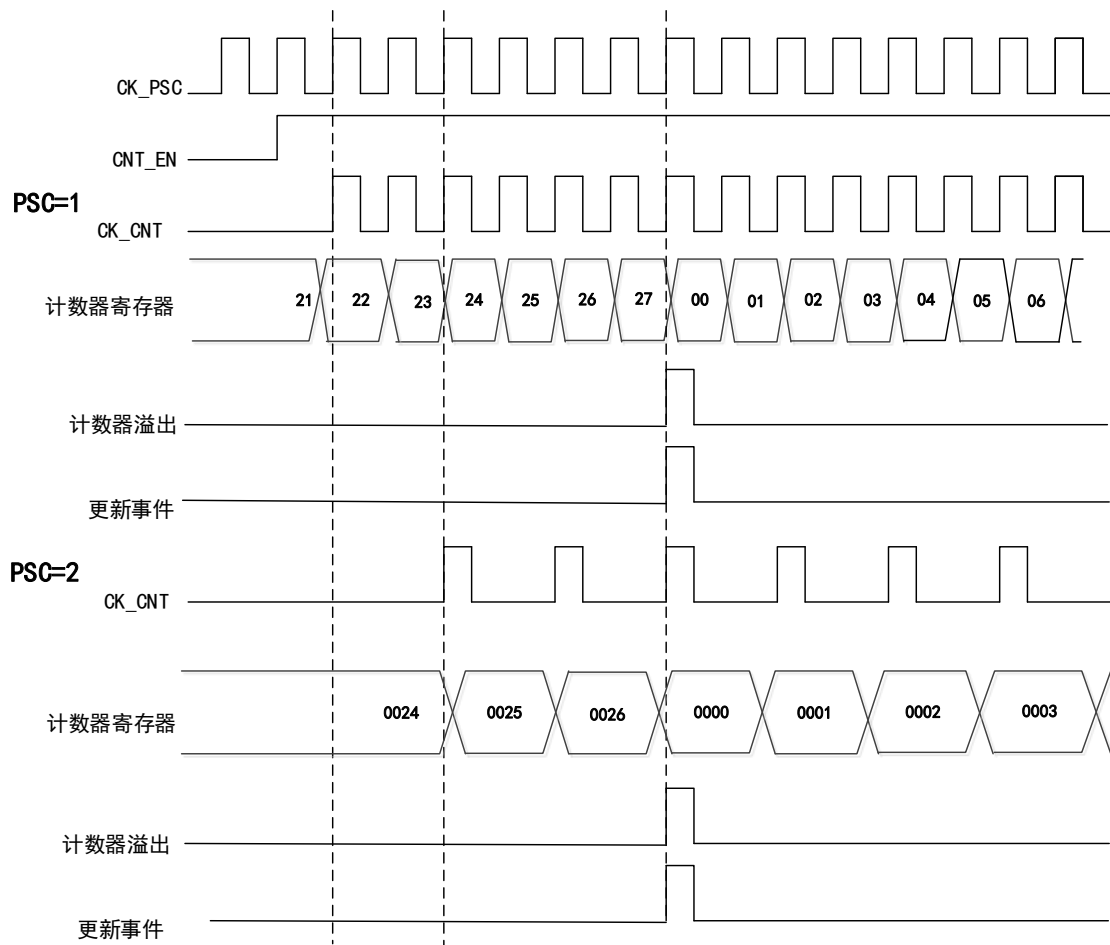 CK_PSC
CNT_EN
PSC=1
CK_CNT
计数器寄存器 21 22 23 24 25 26 27 00 01 02 03 04 05 06
计数器溢出
更新事件
PSC=2
CK_CNT
计数器寄存器 0024 0025 0026 0000 0001 0002 0003
计数器溢出
更新事件